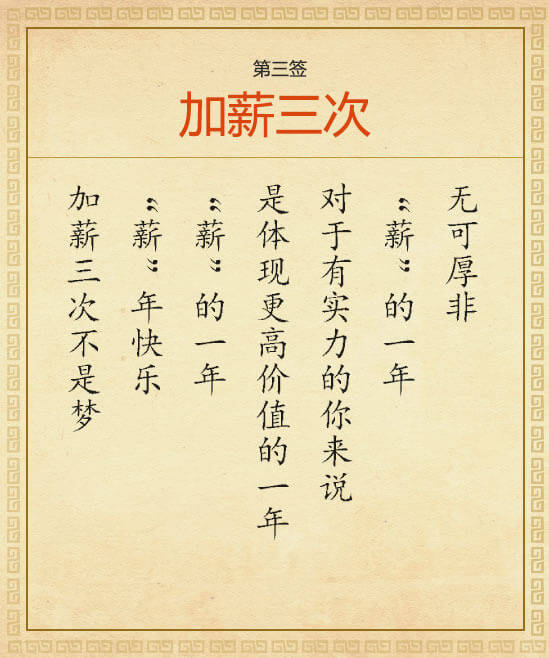 第三签
加薪三次
无可厚非
“薪”的一年
对于有实力的你来说
是体现更高价值的一年
“薪”的一年
“薪”年快乐
加薪三次不是梦